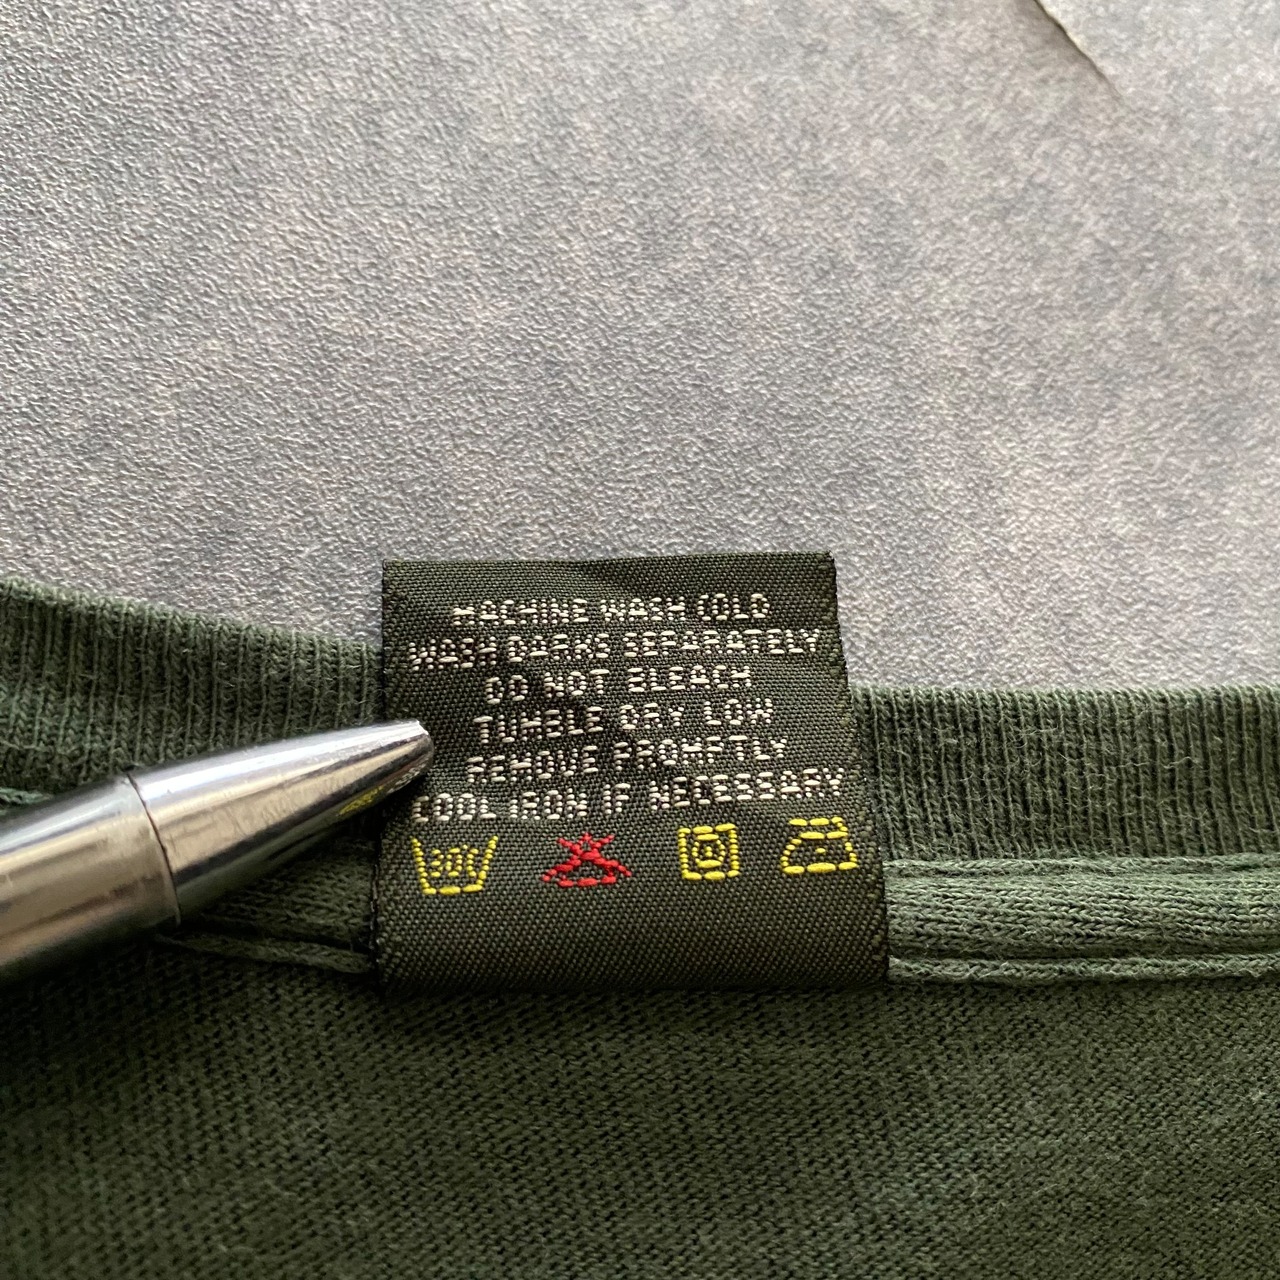 MACHINE WASH COLD
WASH DARKS SEPARATELY
DO NOT BLEACH
TUMBLE DRY LOW
REMOVE PROMPTLY
COOL IRON IF NECESSARY
30